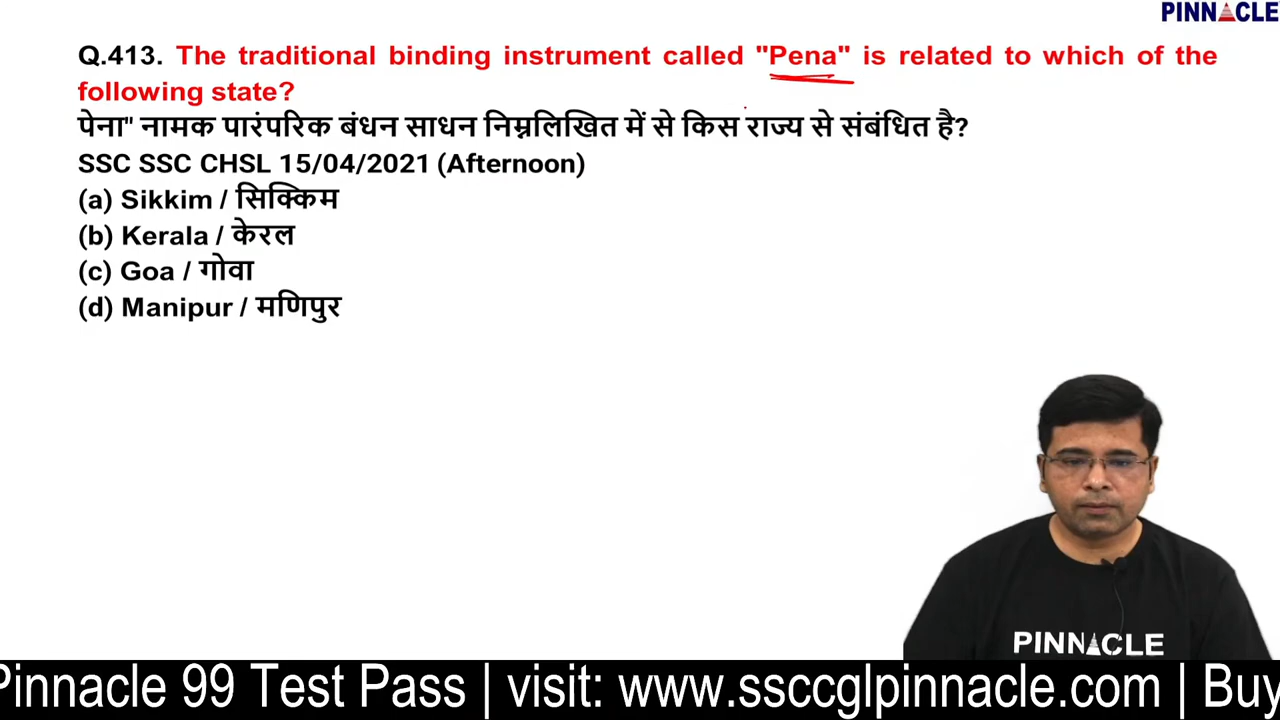 PINNACLE
Q.413. The traditional binding instrument called "Pena" is related to which of the
following state?
पेना" नामक पारंपरिक बंधन साधन निम्नलिखित में से किस राज्य से संबंधित है?
SSC SSC CHSL 15/04/2021 (Afternoon)
(a) Sikkim / सिक्किम
(b) Kerala / केरल
(c) Goa / गोवा
(d) Manipur / मणिपुर
PINNACLE
Pinnacle 99 Test Pass | visit: www.ssccglpinnacle.com | Buy